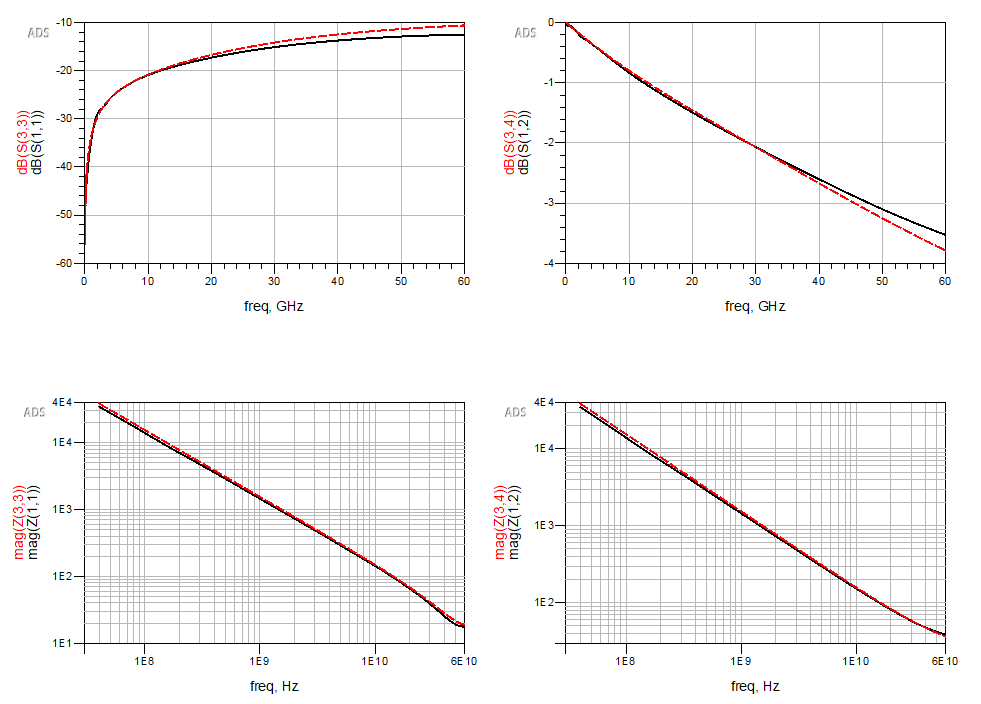 ADS
dB(S(3,3))
dB(S(1,1))
-10
-20
-30
-40
-50
-60
0 10 20 30 40 50 60
freq, GHz
ADS
dB(S(3,4))
dB(S(1,2))
0
-1
-2
-3
-4
0 10 20 30 40 50 60
freq, GHz
ADS
mag(Z(3,3))
mag(Z(1,1))
4E4
1E4
1E3
1E2
1E1
1E8 1E9 1E10 6E10
freq, Hz
ADS
mag(Z(3,4))
mag(Z(1,2))
4E4
1E4
1E3
1E2
1E8 1E9 1E10 6E10
freq, Hz